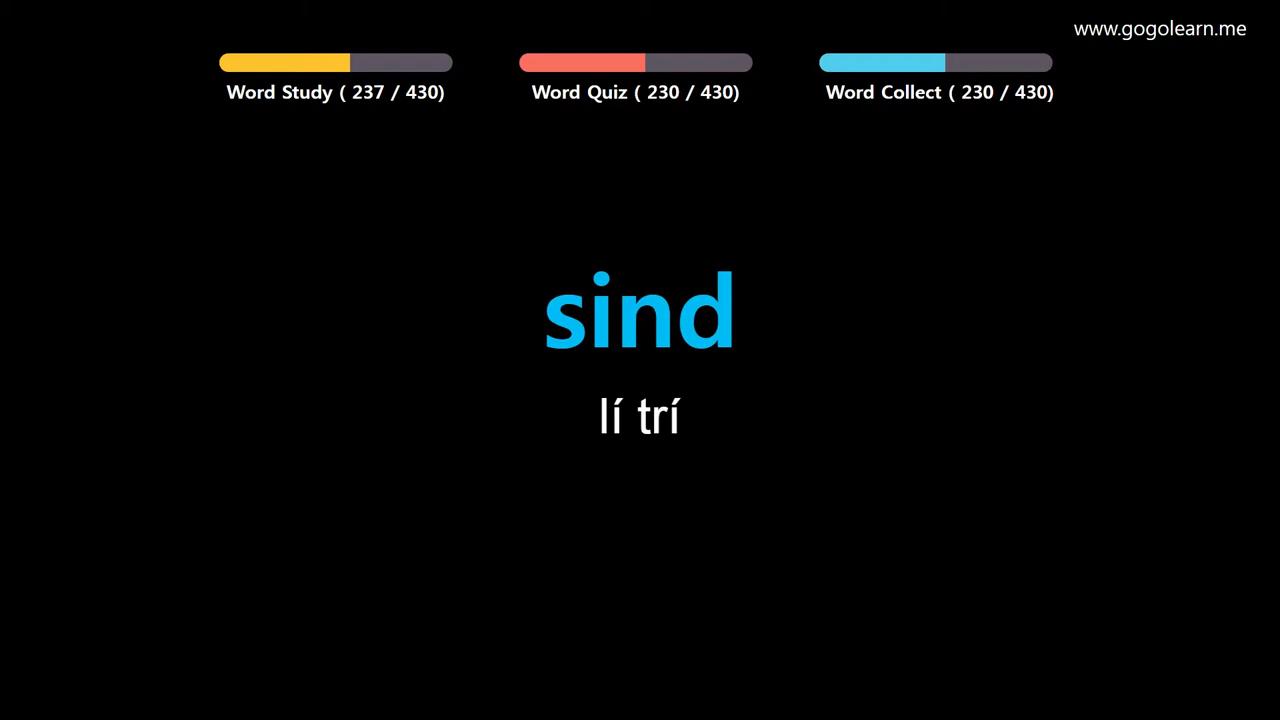 www.gogolearn.me
Word Study ( 237 / 430)
Word Quiz ( 230 / 430)
Word Collect ( 230 / 430)
sind
lí trí